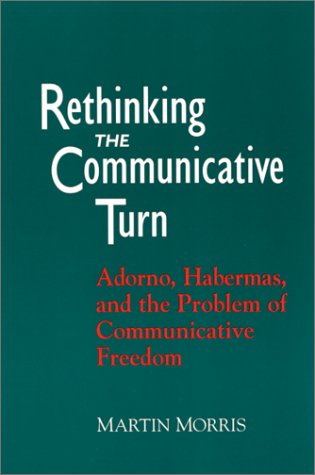 Rethinking
THE
Communicative
Turn
Adorno, Habermas,
and the Problem of
Communicative
Freedom
MARTIN MORRIS